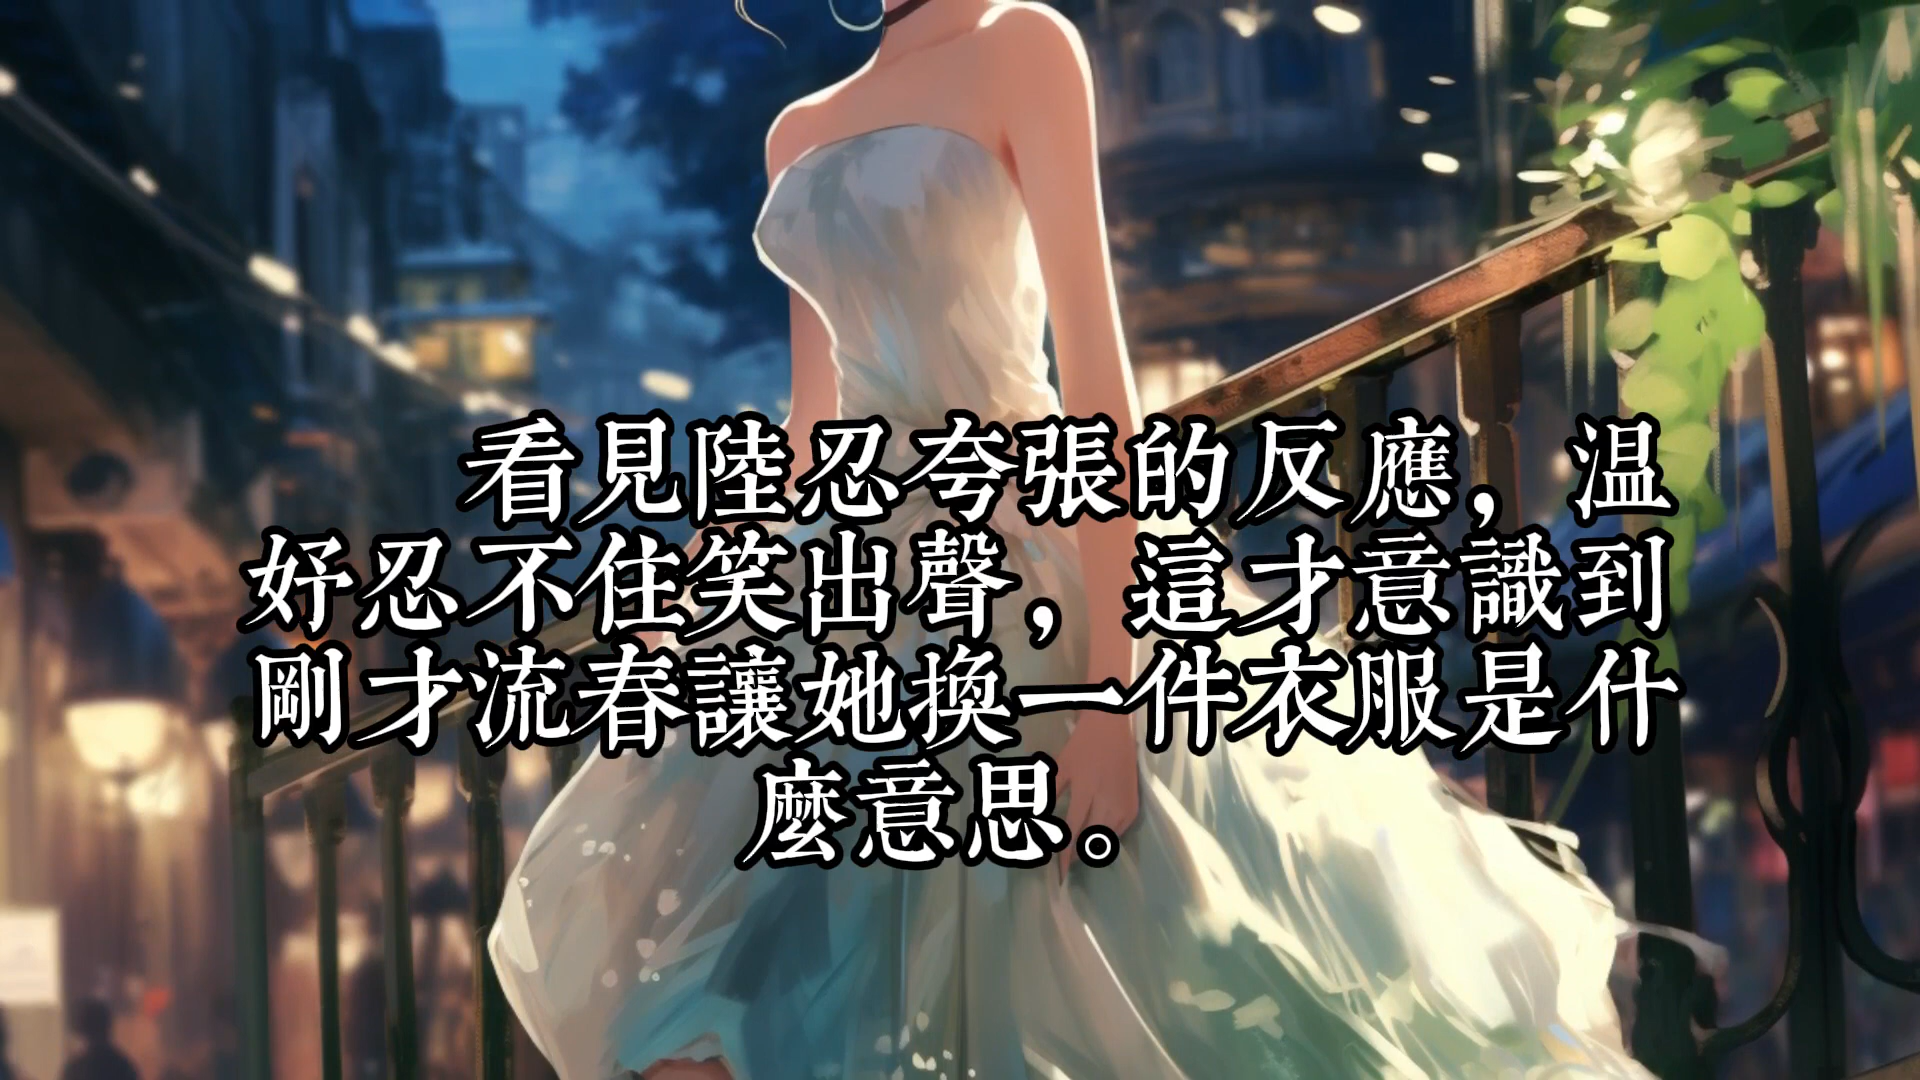 看見陸忍夸張的反應，温
妤忍不住笑出聲，這才意識到
剛才流春讓她換一件衣服是什
麼意思。